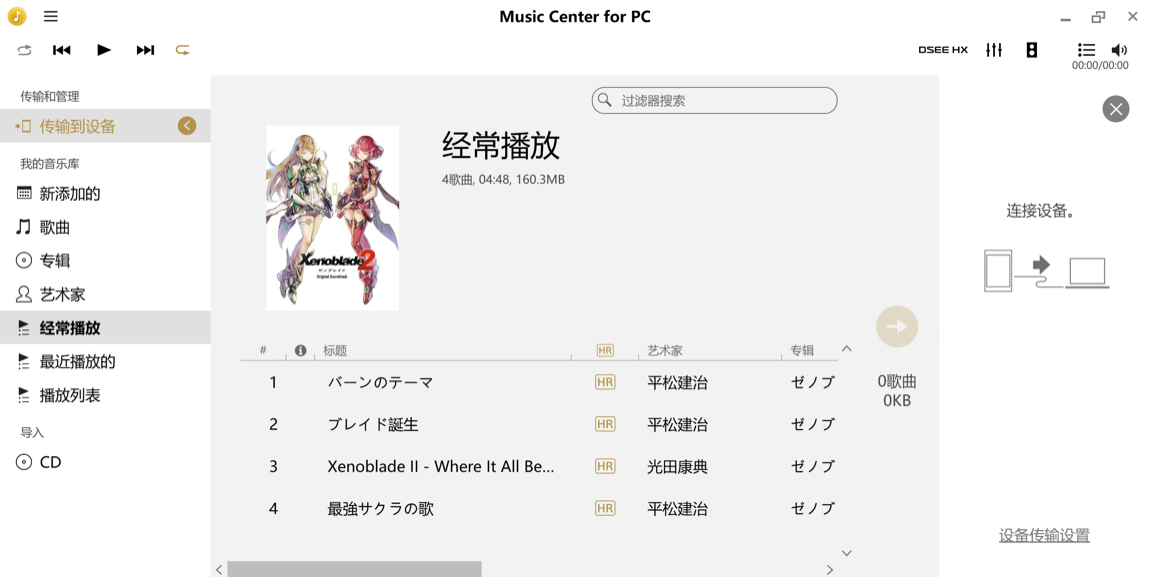 Music Center for PC
DSEE HX
00:00/00:00
传输和管理
传输到设备
我的音乐库
新添加的
歌曲
专辑
艺术家
经常播放
最近播放的
播放列表
导入
CD
过滤器搜索
Xenoblade 2
ゼノブレイド
Original Soundtrack
经常播放
4歌曲, 04:48, 160.3MB
# 标题 HR 艺术家 专辑
1 バーンのテーマ HR 平松建治 ゼノブ
2 ブレイド誕生 HR 平松建治 ゼノブ
3 Xenoblade II - Where It All Be... HR 光田康典 ゼノブ
4 最強サクラの歌 HR 平松建治 ゼノブ
0歌曲
0KB
连接设备。
设备传输设置